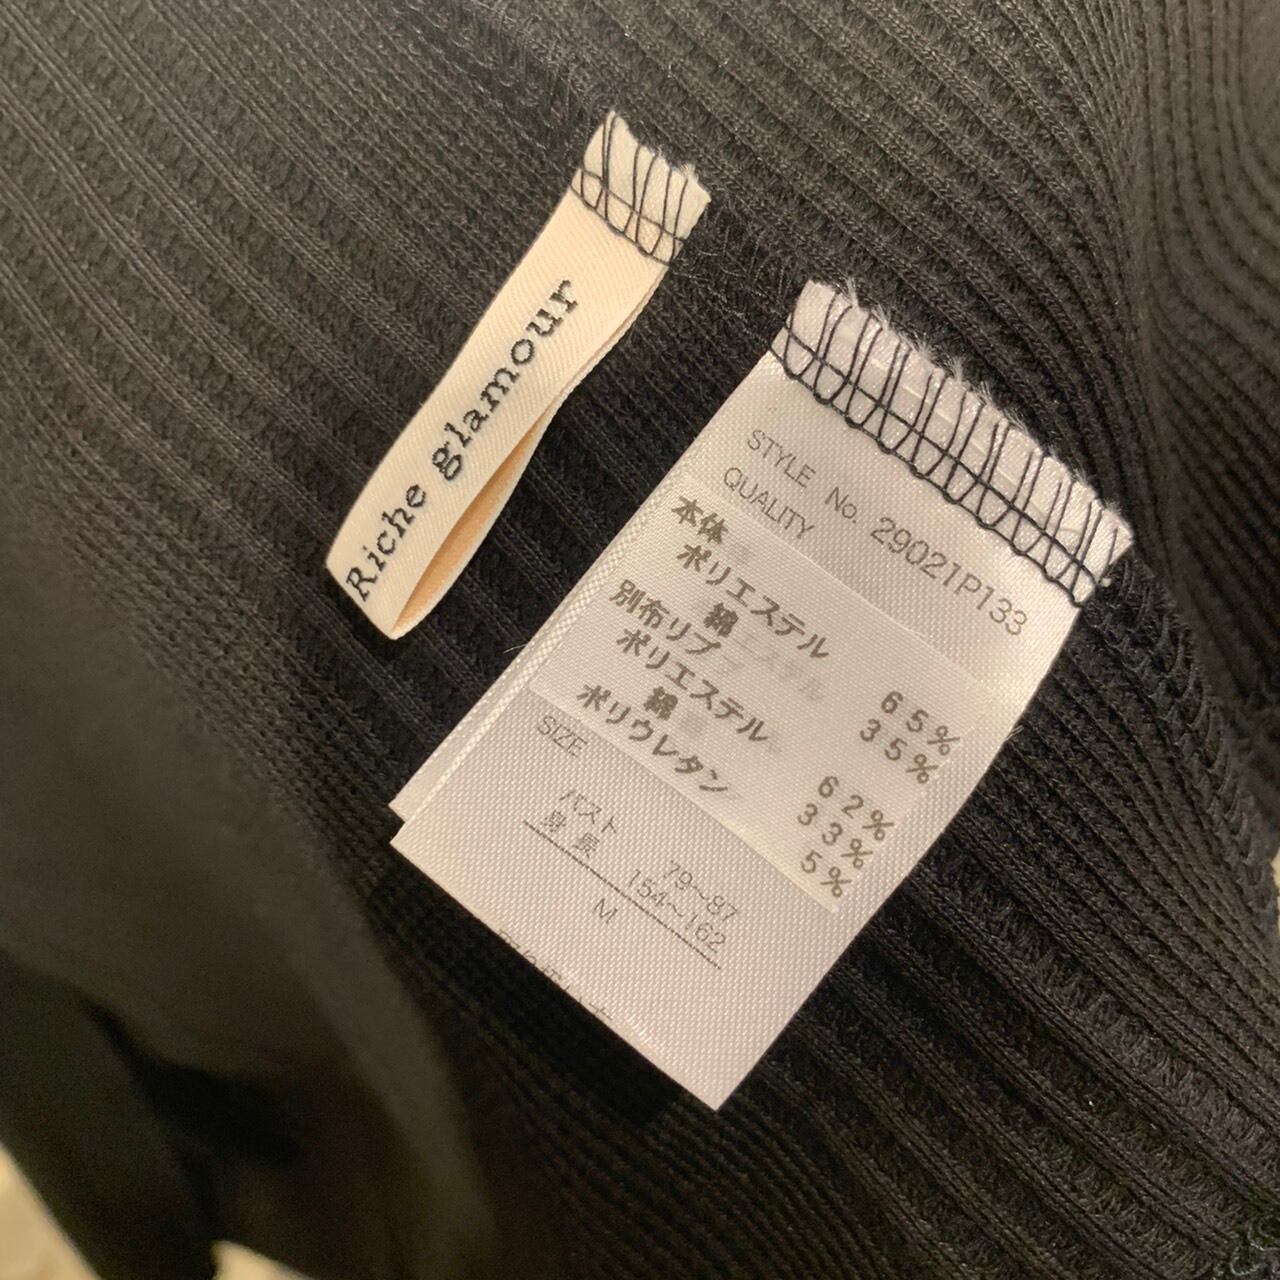 Riche glamour
STYLE No. 29021P133
QUALITY
本体
ポリエステル 65%
綿 35%
別布リブ
ポリエステル 62%
綿 33%
ポリウレタン 5%
SIZE
バスト 79~87
身長 154~162
M